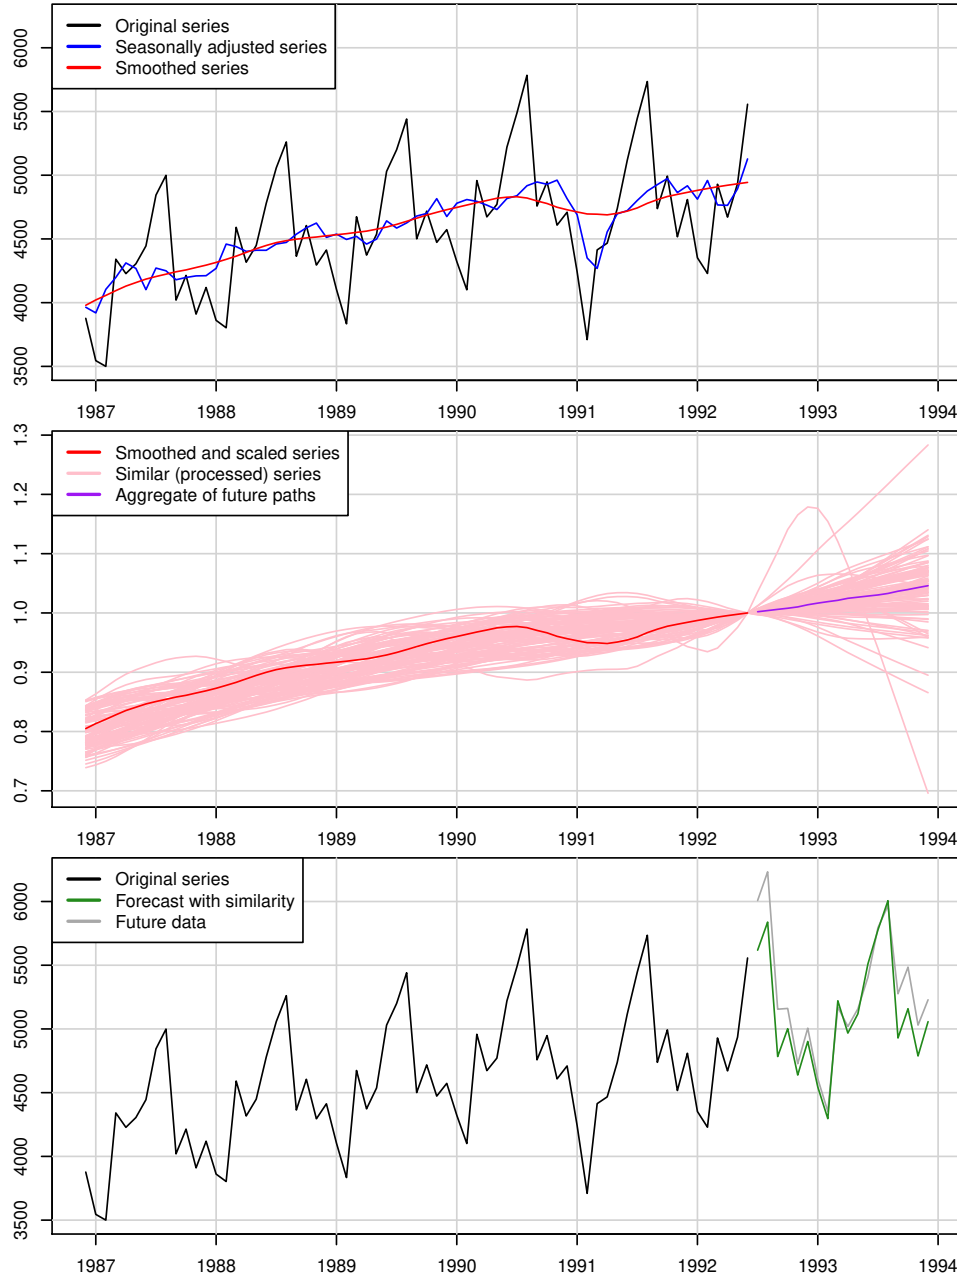 Original series
Seasonally adjusted series
Smoothed series
6000
5500
5000
4500
4000
3500
1987 1988 1989 1990 1991 1992 1993 1994
Smoothed and scaled series
Similar (processed) series
Aggregate of future paths
1.3
1.2
1.1
1.0
0.9
0.8
0.7
1987 1988 1989 1990 1991 1992 1993 1994
Original series
Forecast with similarity
Future data
6000
5500
5000
4500
4000
3500
1987 1988 1989 1990 1991 1992 1993 1994